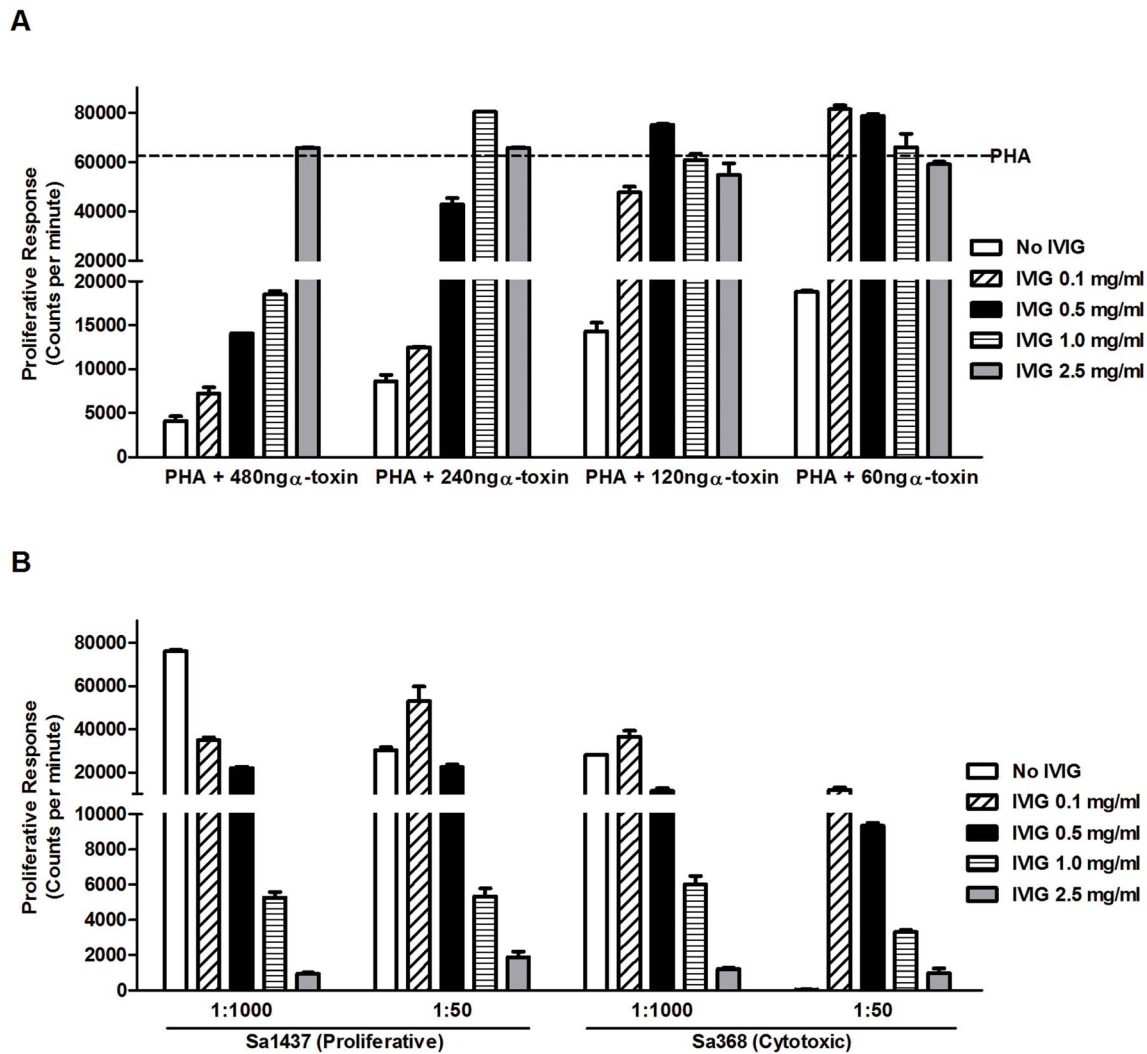 A
Proliferative Response
(Counts per minute)
80000
60000
40000
20000
20000
15000
10000
5000
0
PHA
No IVIG
IVIG 0.1 mg/ml
IVIG 0.5 mg/ml
IVIG 1.0 mg/ml
IVIG 2.5 mg/ml
PHA + 480ngα-toxin PHA + 240ngα-toxin PHA + 120ngα-toxin PHA + 60ngα-toxin
B
Proliferative Response
(Counts per minute)
80000
60000
40000
20000
10000
8000
6000
4000
2000
0
No IVIG
IVIG 0.1 mg/ml
IVIG 0.5 mg/ml
IVIG 1.0 mg/ml
IVIG 2.5 mg/ml
1:1000 1:50 1:1000 1:50
Sa1437 (Proliferative) Sa368 (Cytotoxic)